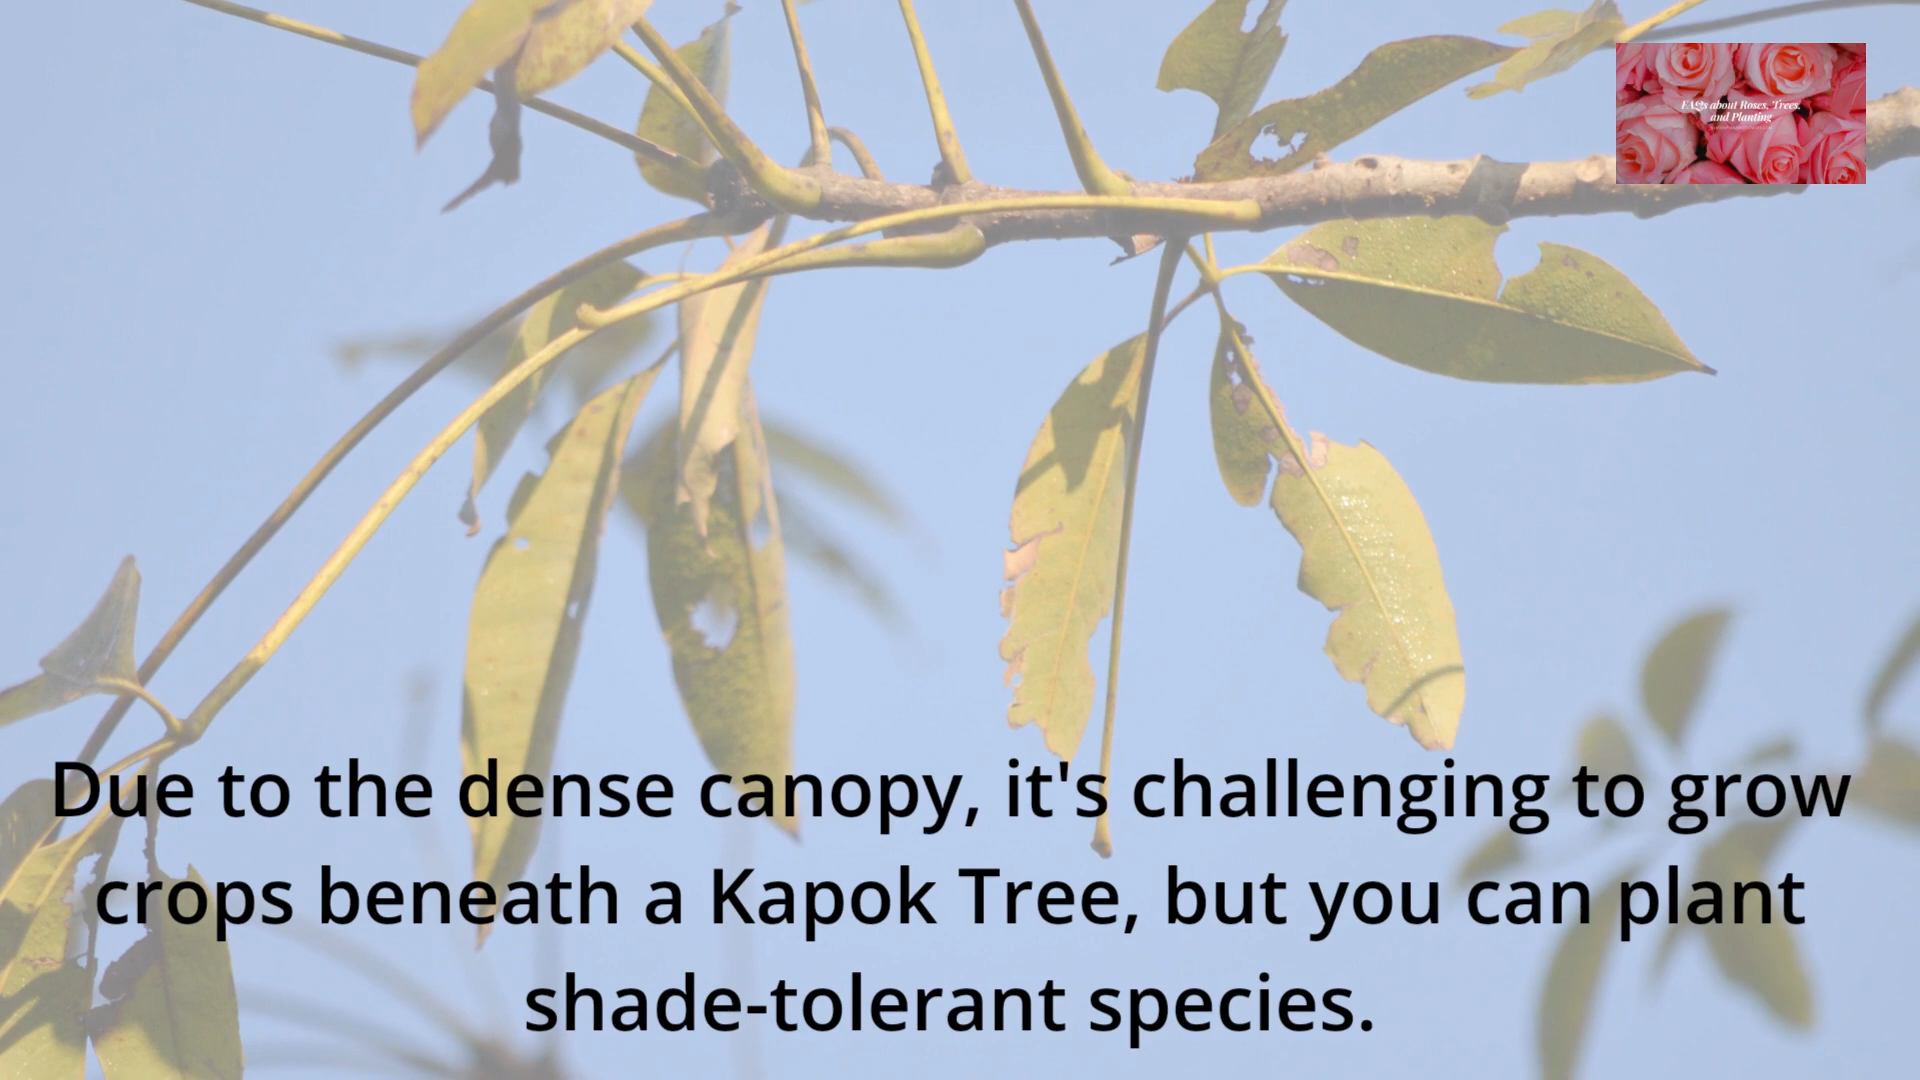 FAQs about Roses, Trees,
and Planting
Due to the dense canopy, it's challenging to grow
crops beneath a Kapok Tree, but you can plant
shade-tolerant species.